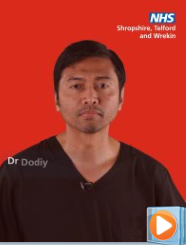 NHS
Shropshire, Telford
and Wrekin
Dr Dodiy